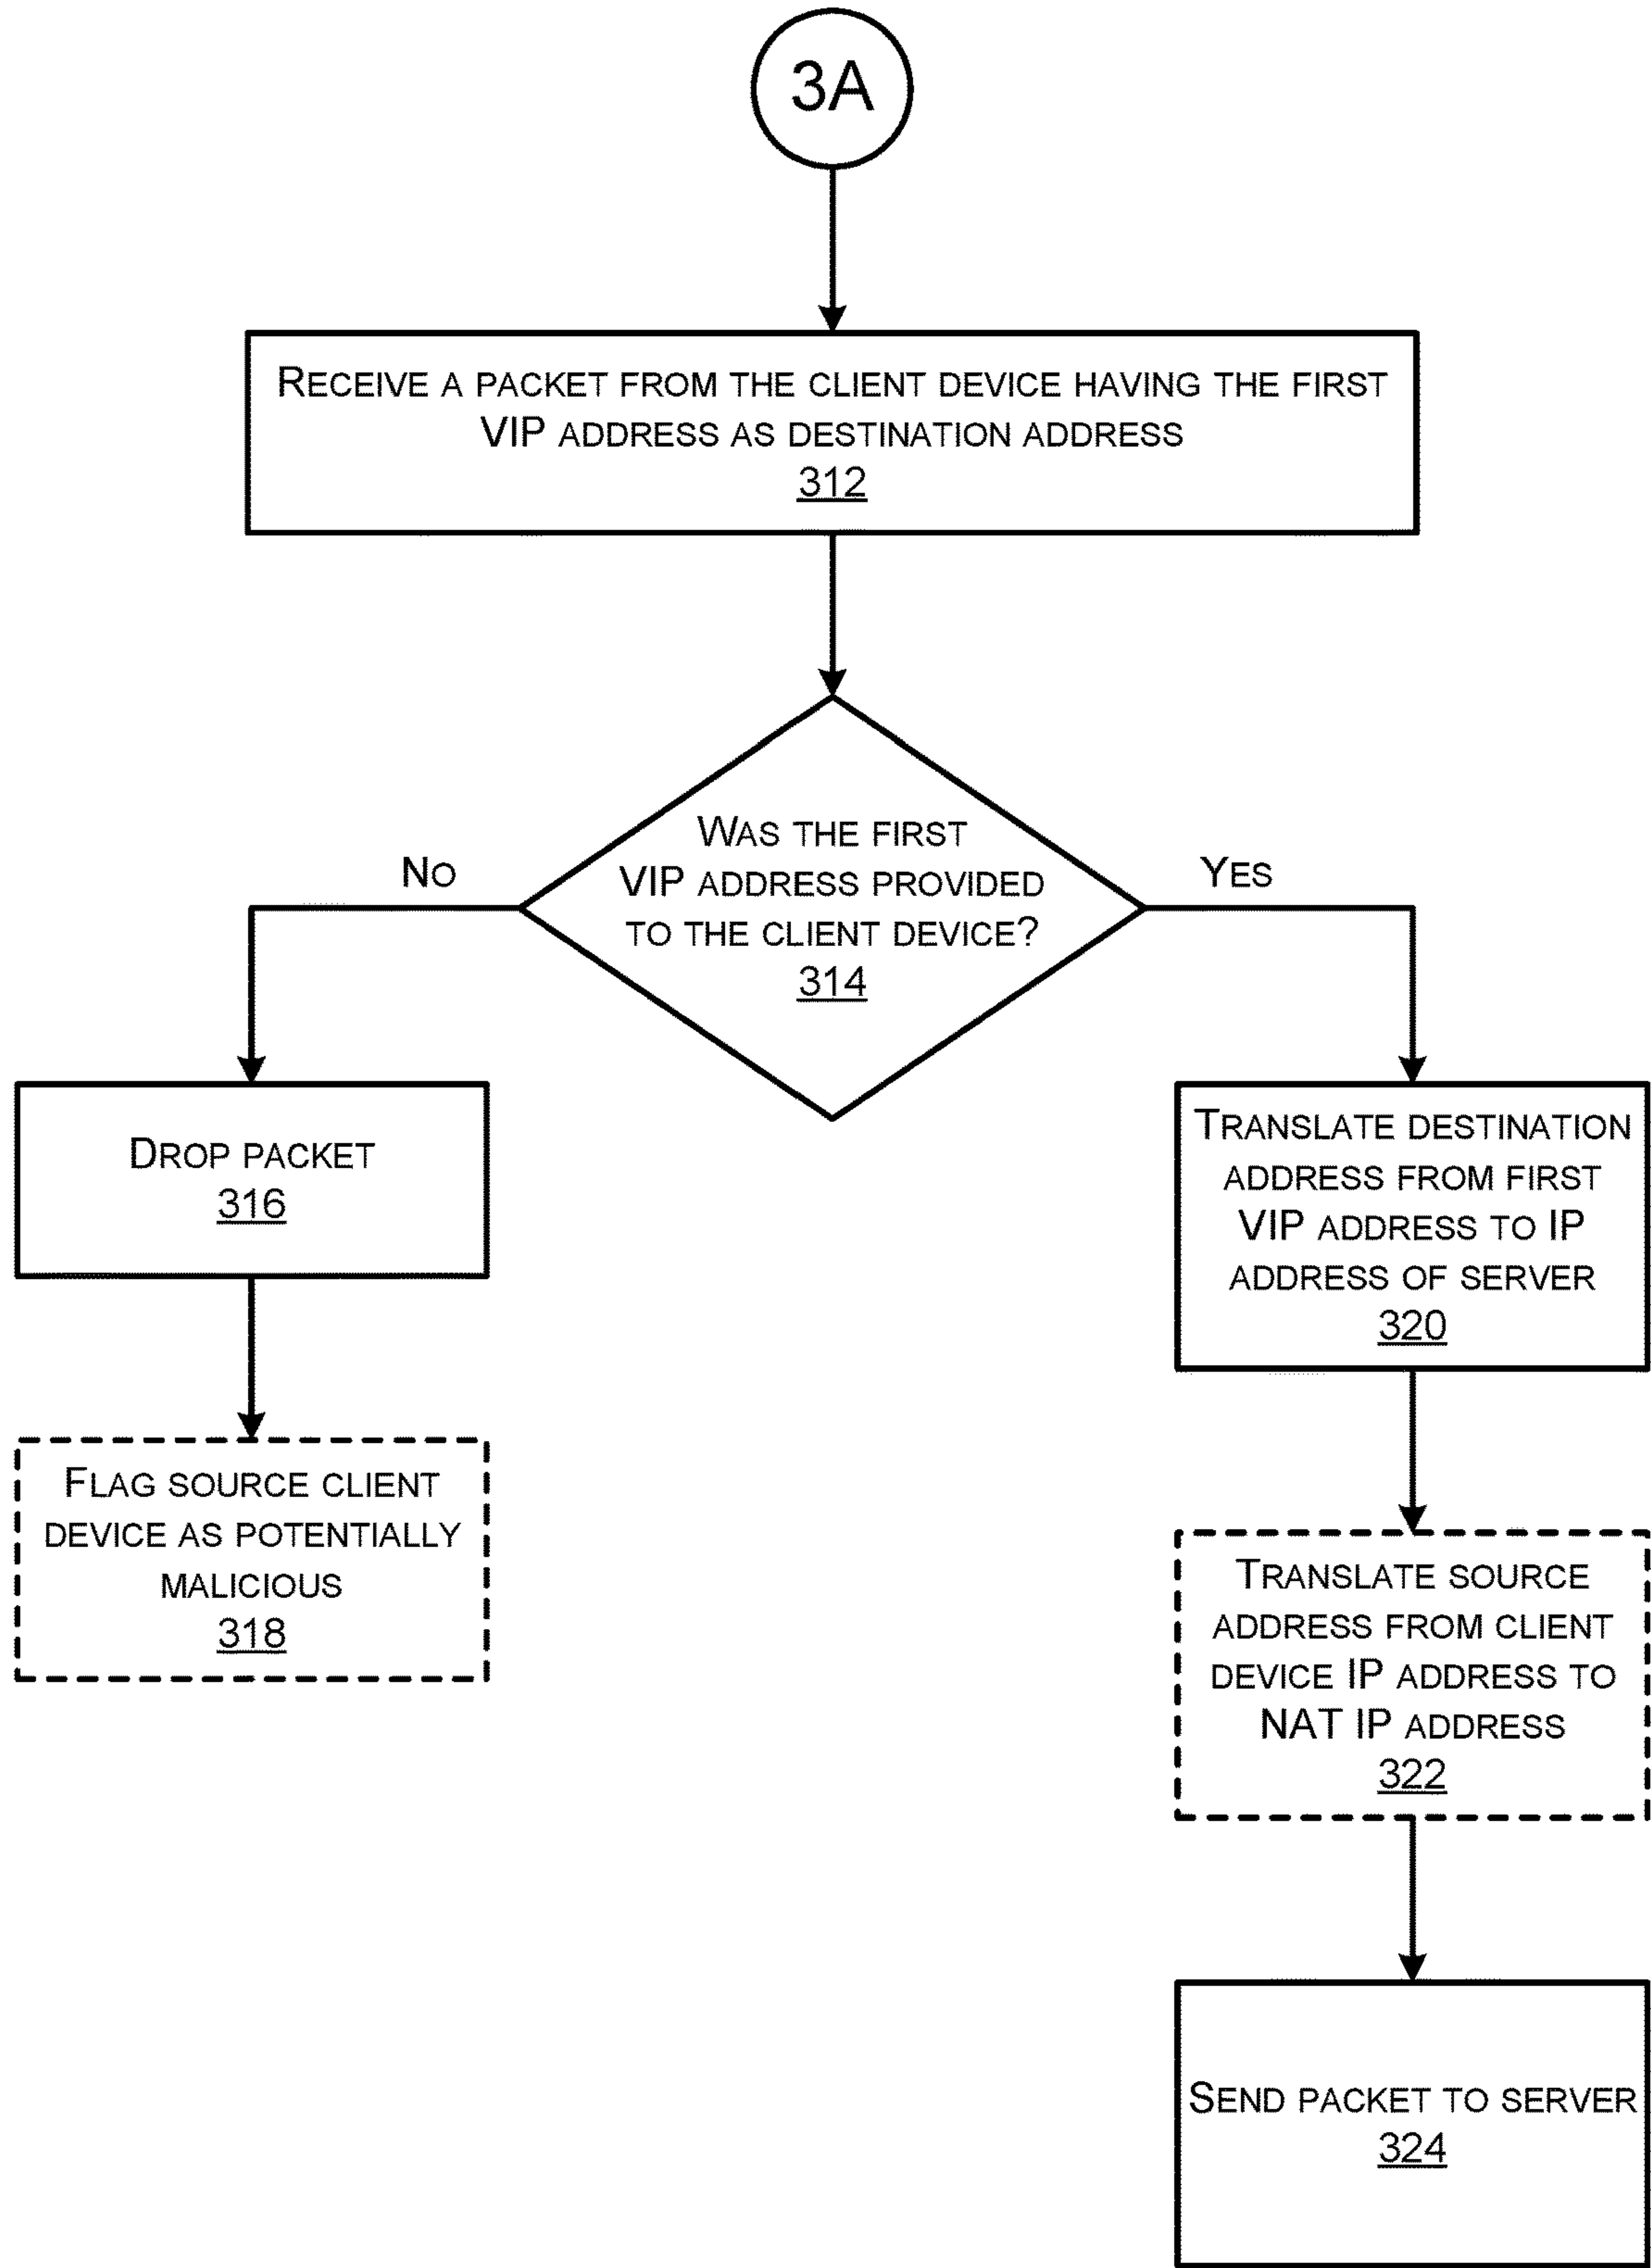 3A
RECEIVE A PACKET FROM THE CLIENT DEVICE HAVING THE FIRST
VIP ADDRESS AS DESTINATION ADDRESS
312
WAS THE FIRST
VIP ADDRESS PROVIDED
TO THE CLIENT DEVICE?
314
NO
YES
DROP PACKET
316
FLAG SOURCE CLIENT
DEVICE AS POTENTIALLY
MALICIOUS
318
TRANSLATE DESTINATION
ADDRESS FROM FIRST
VIP ADDRESS TO IP
ADDRESS OF SERVER
320
TRANSLATE SOURCE
ADDRESS FROM CLIENT
DEVICE IP ADDRESS TO
NAT IP ADDRESS
322
SEND PACKET TO SERVER
324